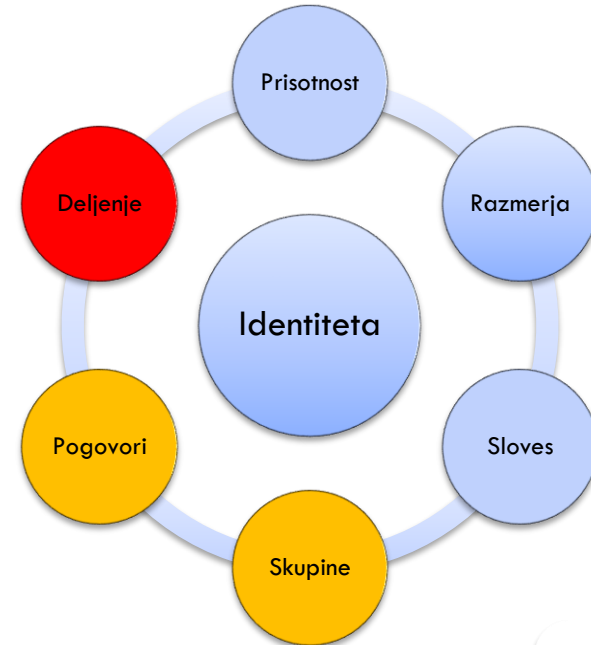 Prisotnost
Razmerja
Sloves
Skupine
Pogovori
Deljenje
Identiteta